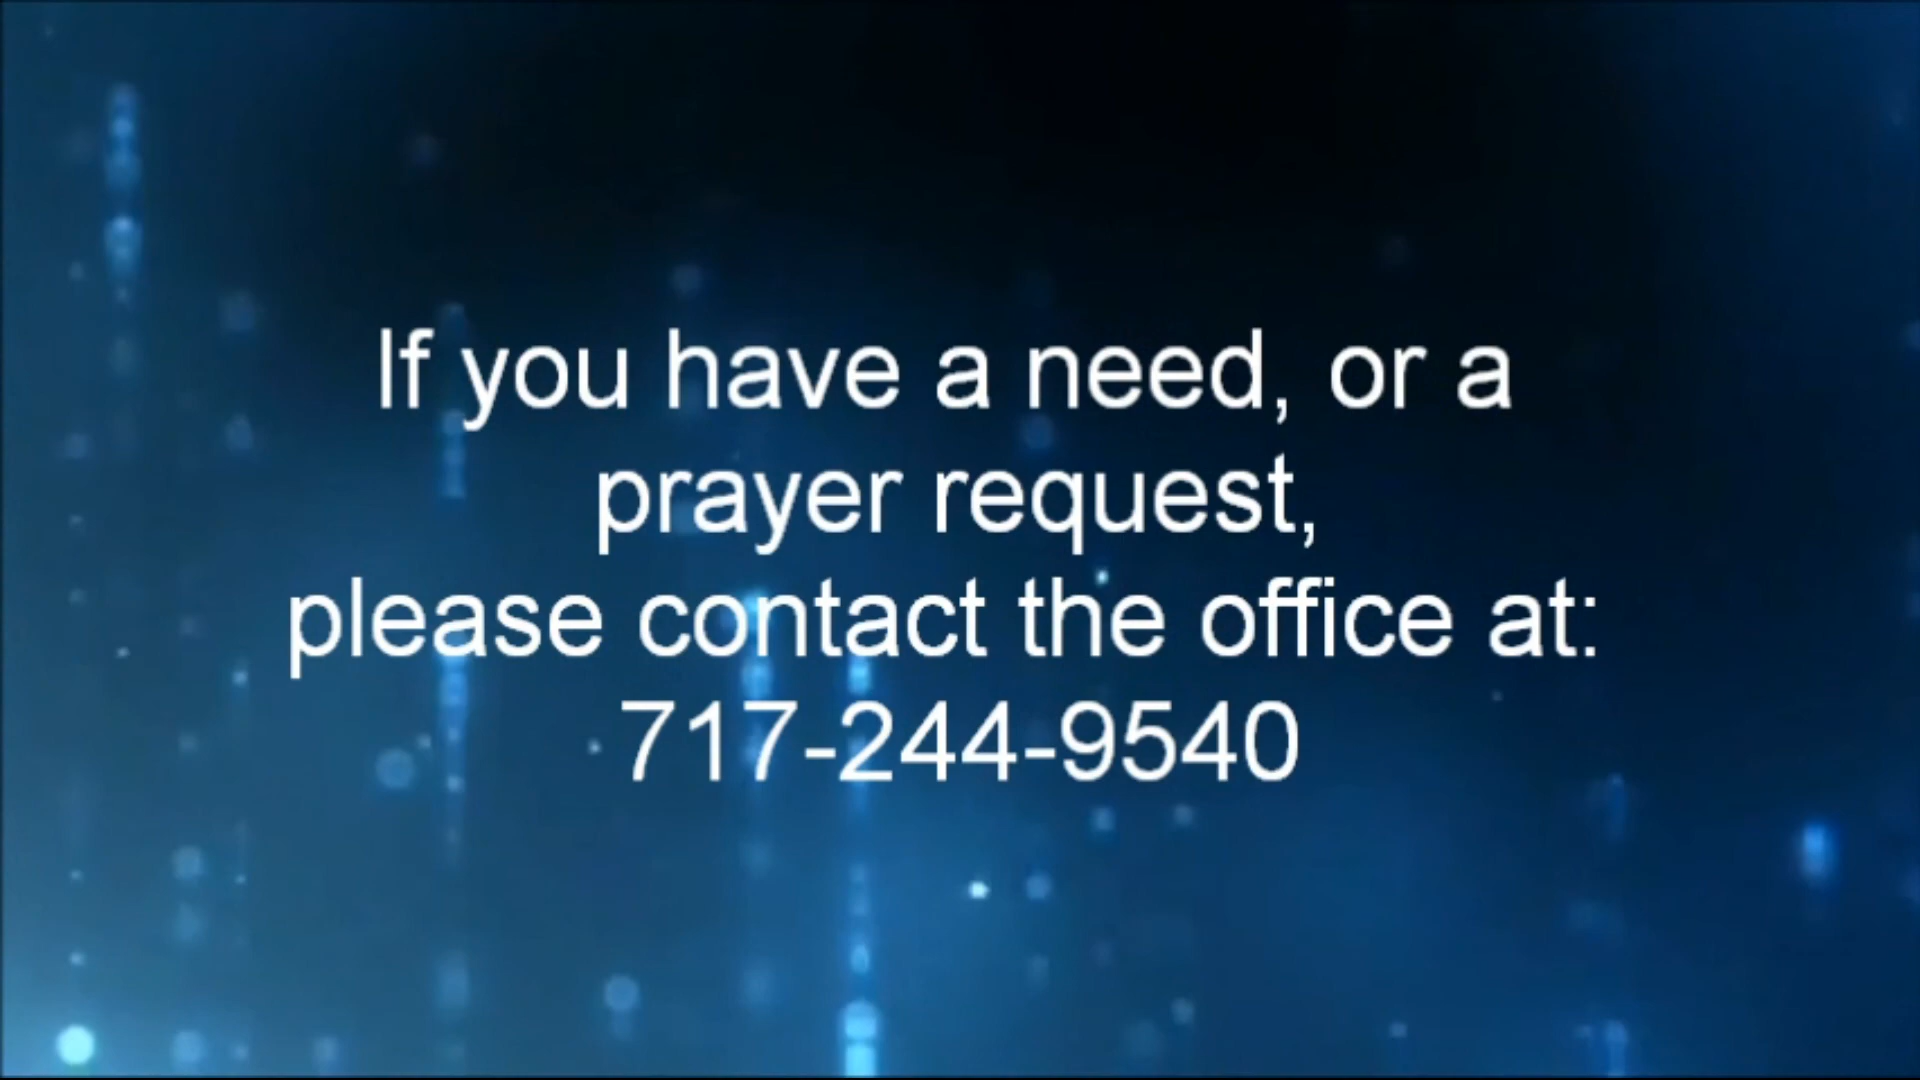 If you have a need, or a
prayer request,
please contact the office at:
717-244-9540